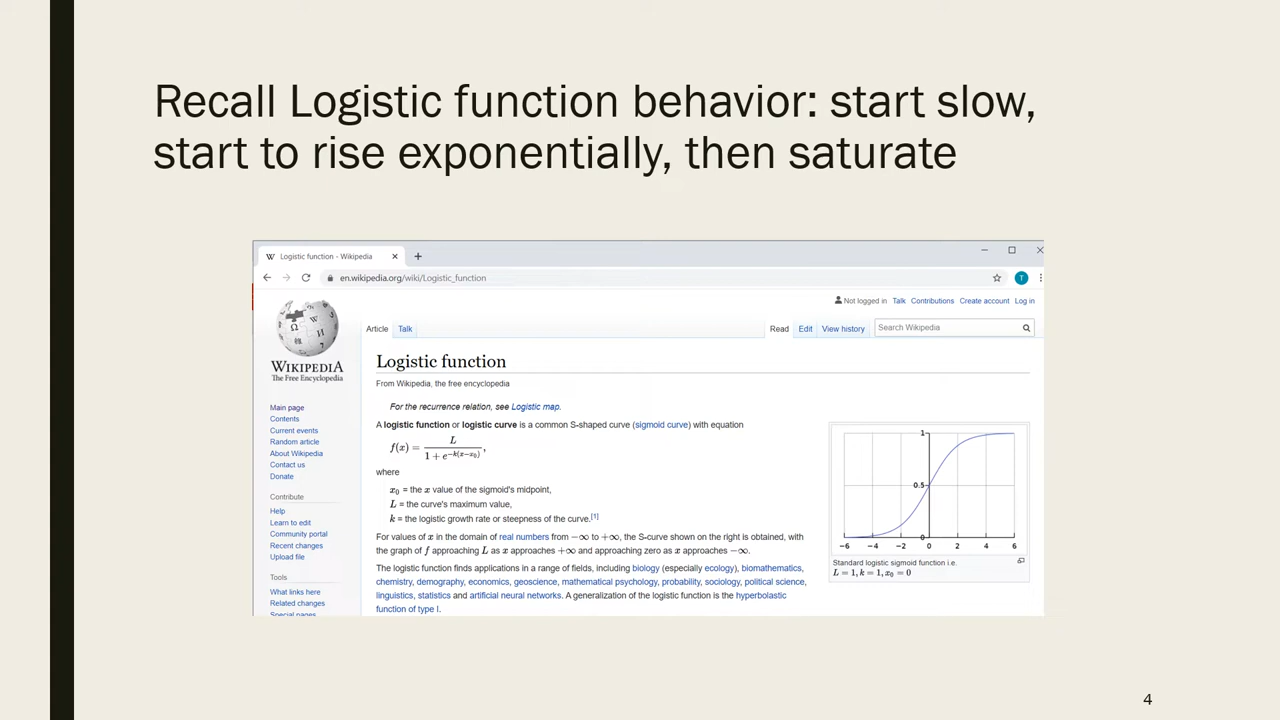 Recall Logistic function behavior: start slow,
start to rise exponentially, then saturate
W Logistic function - Wikipedia × +
en.wikipedia.org/wiki/Logistic_function T
Not logged in Talk Contributions Create account Log in
Article Talk Read Edit View history Search Wikipedia
WIKIPEDIA
The Free Encyclopedia
Main page
Contents
Current events
Random article
About Wikipedia
Contact us
Donate
Contribute
Help
Learn to edit
Community portal
Recent changes
Upload file
Tools
What links here
Related changes
Special pages
Logistic function
From Wikipedia, the free encyclopedia
For the recurrence relation, see Logistic map.
A logistic function or logistic curve is a common S-shaped curve (sigmoid curve) with equation
f(x) = L / (1 + e^{-k(x-x₀)}),
where
x₀ = the x value of the sigmoid's midpoint,
L = the curve's maximum value,
k = the logistic growth rate or steepness of the curve.[1]
For values of x in the domain of real numbers from −∞ to +∞, the S-curve shown on the right is obtained, with
the graph of f approaching L as x approaches +∞ and approaching zero as x approaches −∞.
The logistic function finds applications in a range of fields, including biology (especially ecology), biomathematics,
chemistry, demography, economics, geoscience, mathematical psychology, probability, sociology, political science,
linguistics, statistics and artificial neural networks. A generalization of the logistic function is the hyperbolastic
function of type I.
1
0.5
0
−6 −4 −2 0 2 4 6
Standard logistic sigmoid function i.e.
L = 1, k = 1, x₀ = 0
4